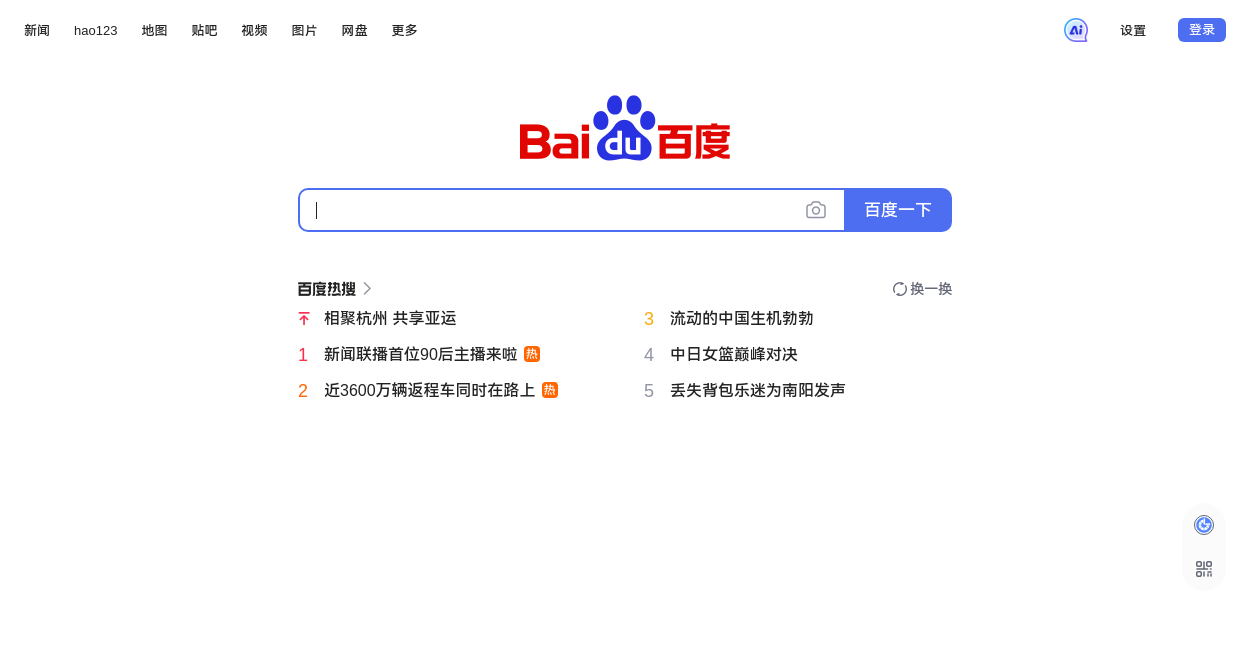 新闻 hao123 地图 贴吧 视频 图片 网盘 更多 Ai 设置 登录
Bai du 百度
百度一下
百度热搜 换一换
相聚杭州 共享亚运
1 新闻联播首位90后主播来啦 热
2 近3600万辆返程车同时在路上 热
3 流动的中国生机勃勃
4 中日女篮巅峰对决
5 丢失背包乐迷为南阳发声